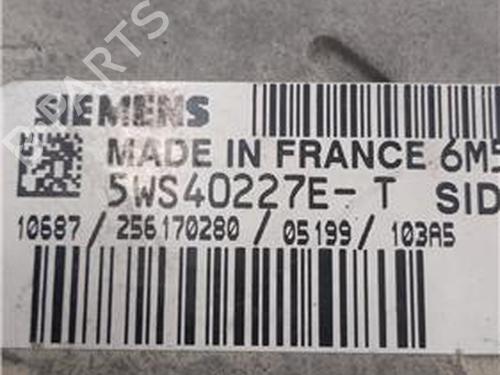 SIEMENS
MADE IN FRANCE 6M5
5WS40227E-T SID
10687 / 256170280 / 05199 / 103A5